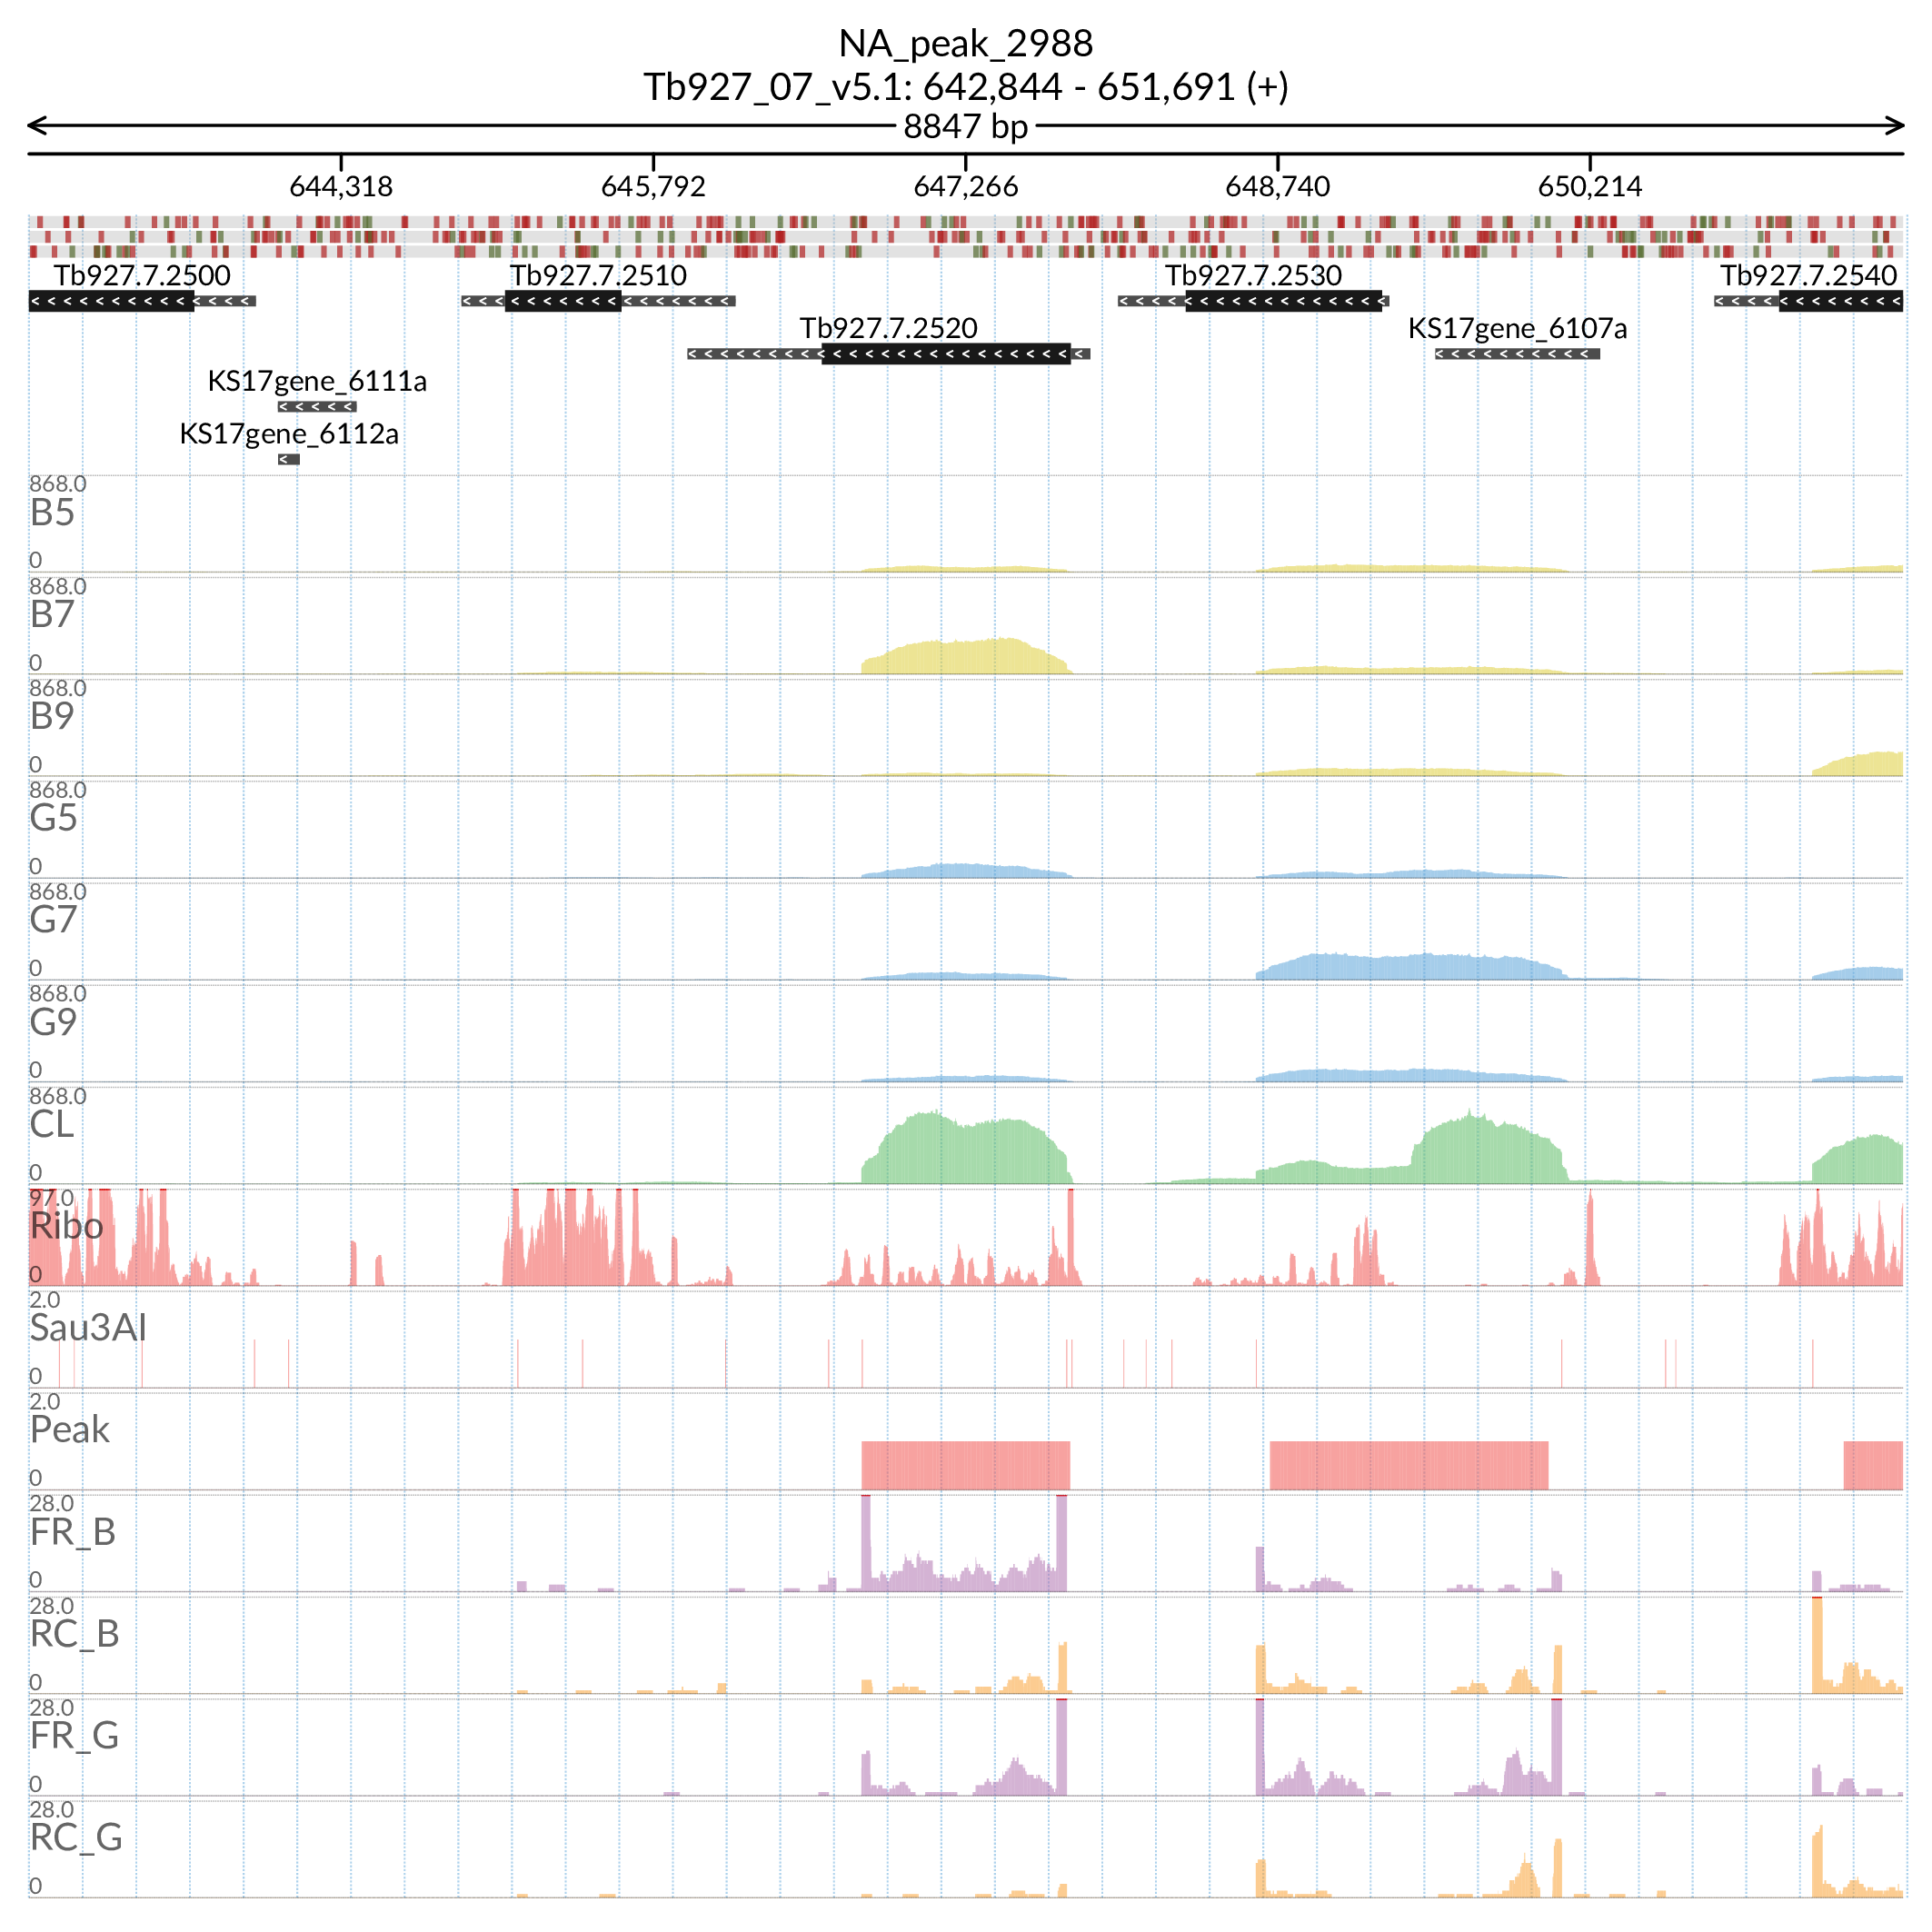 NA_peak_2988
Tb927_07_v5.1: 642,844 - 651,691 (+)
8847 bp
644,318 645,792 647,266 648,740 650,214
Tb927.7.2500 Tb927.7.2510 Tb927.7.2530 Tb927.7.2540
Tb927.7.2520 KS17gene_6107a
KS17gene_6111a
KS17gene_6112a
868.0
B5
0
868.0
B7
0
868.0
B9
0
868.0
G5
0
868.0
G7
0
868.0
G9
0
868.0
CL
0
97.0
Ribo
0
2.0
Sau3AI
0
2.0
Peak
0
28.0
FR_B
0
28.0
RC_B
0
28.0
FR_G
0
28.0
RC_G
0